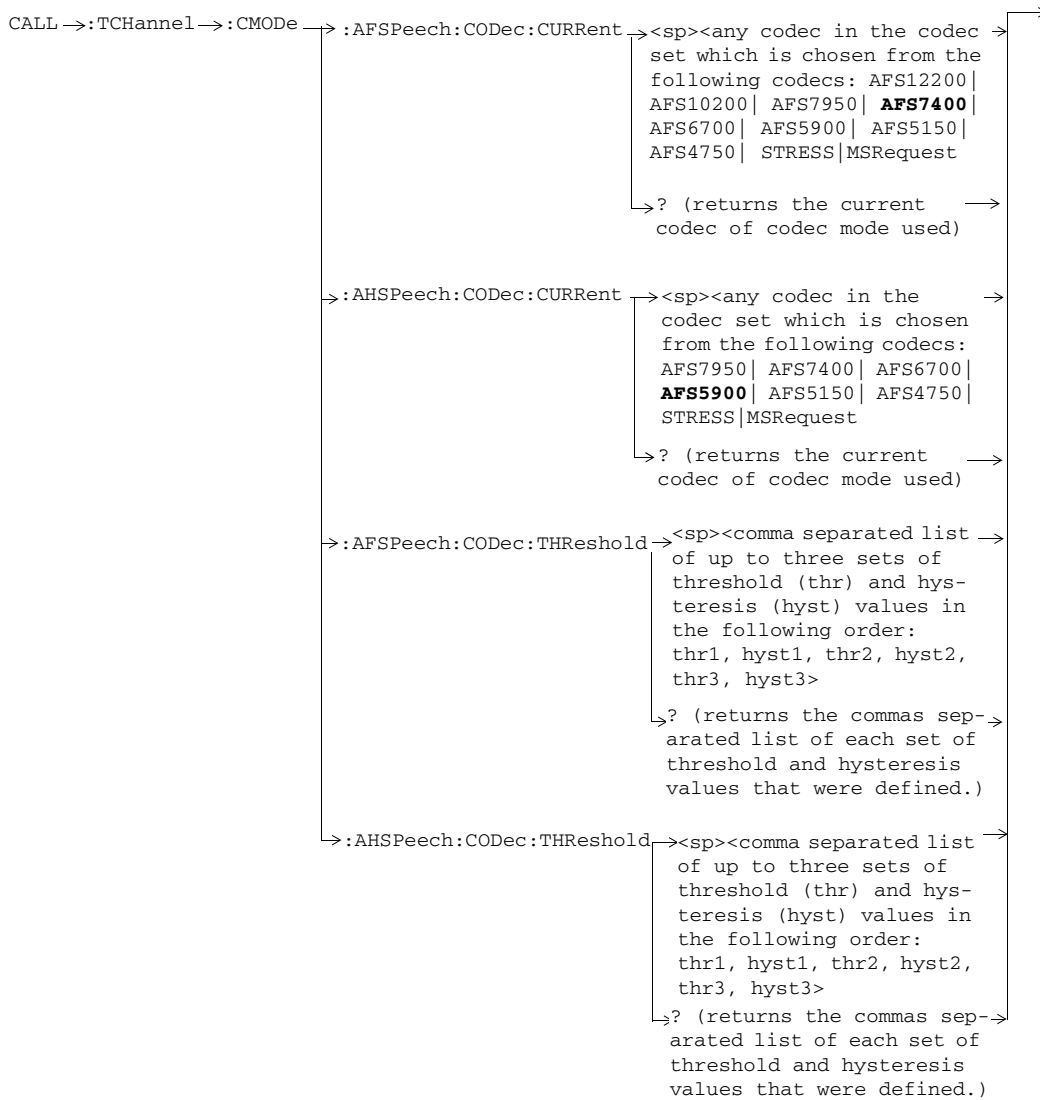 CALL :TCHannel :CMODe :AFSPeech:CODec:CURRent <sp><any codec in the codec
set which is chosen from the
following codecs: AFS12200|
AFS10200| AFS7950| AFS7400|
AFS6700| AFS5900| AFS5150|
AFS4750| STRESS|MSRequest
? (returns the current
codec of codec mode used)
:AHSPeech:CODec:CURRent <sp><any codec in the
codec set which is chosen
from the following codecs:
AFS7950| AFS7400| AFS6700|
AFS5900| AFS5150| AFS4750|
STRESS|MSRequest
? (returns the current
codec of codec mode used)
:AFSPeech:CODec:THReshold <sp><comma separated list
of up to three sets of
threshold (thr) and hys-
teresis (hyst) values in
the following order:
thr1, hyst1, thr2, hyst2,
thr3, hyst3>
? (returns the commas sep-
arated list of each set of
threshold and hysteresis
values that were defined.)
:AHSPeech:CODec:THReshold <sp><comma separated list
of up to three sets of
threshold (thr) and hys-
teresis (hyst) values in
the following order:
thr1, hyst1, thr2, hyst2,
thr3, hyst3>
? (returns the commas sep-
arated list of each set of
threshold and hysteresis
values that were defined.)